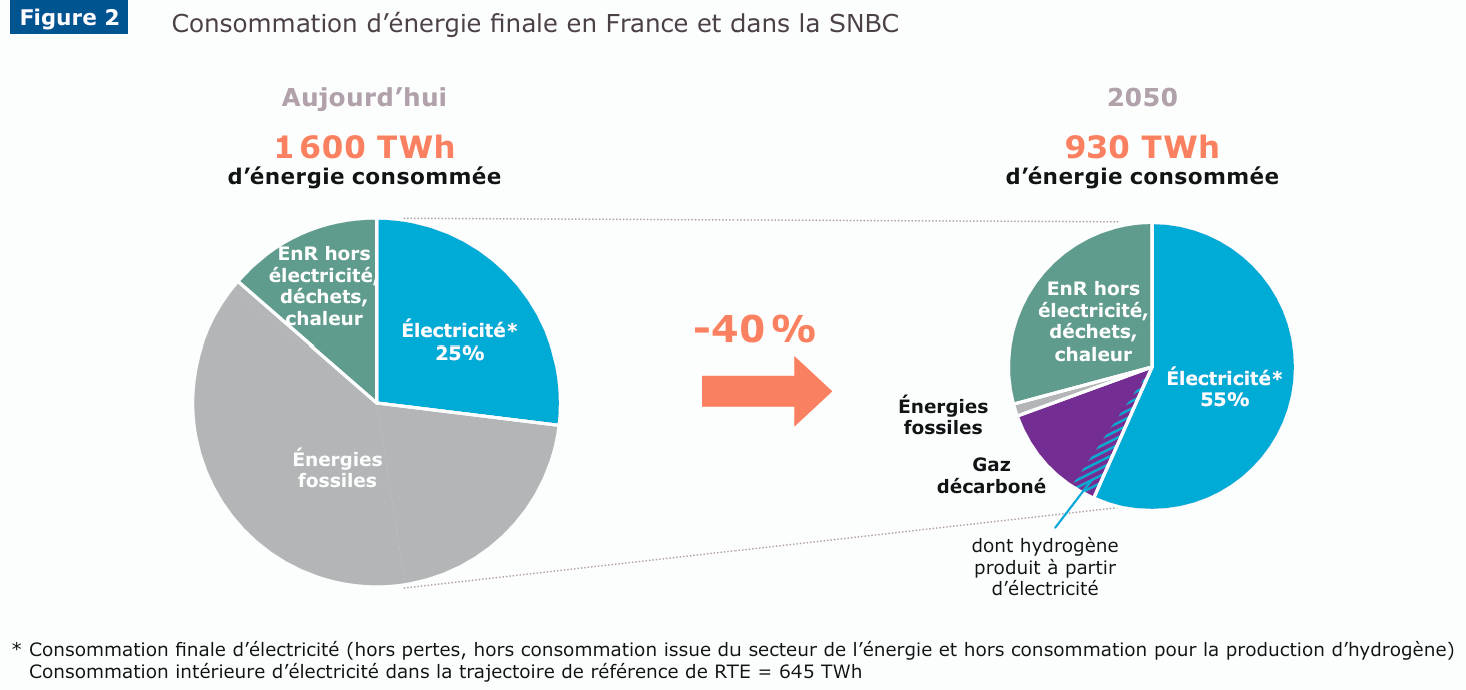 Figure 2
Consommation d’énergie finale en France et dans la SNBC
Aujourd’hui
1 600 TWh
d’énergie consommée
2050
930 TWh
d’énergie consommée
EnR hors
électricité,
déchets,
chaleur
Électricité*
25%
Énergies
fossiles
-40 %
EnR hors
électricité,
déchets,
chaleur
Électricité*
55%
Énergies
fossiles
Gaz
décarboné
dont hydrogène
produit à partir
d’électricité
* Consommation finale d’électricité (hors pertes, hors consommation issue du secteur de l’énergie et hors consommation pour la production d’hydrogène)
Consommation intérieure d’électricité dans la trajectoire de référence de RTE = 645 TWh